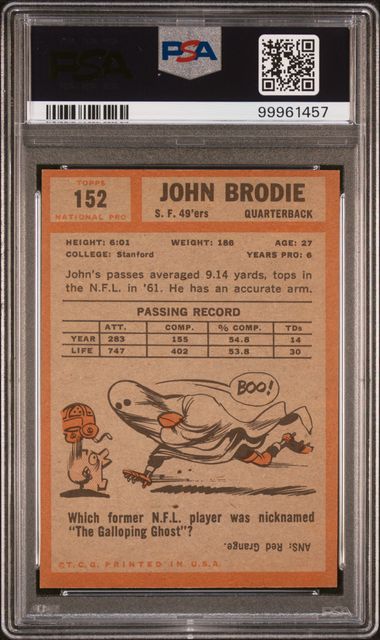 PSA
PSA
99961457
TOPPS
152
NATIONAL PRO
JOHN BRODIE
S. F. 49'ers QUARTERBACK
HEIGHT: 6:01 WEIGHT: 186 AGE: 27
COLLEGE: Stanford YEARS PRO: 6
John's passes averaged 9.14 yards, tops in
the N.F.L. in '61. He has an accurate arm.
PASSING RECORD
ATT. COMP. % COMP. TDs
YEAR 283 155 54.8 14
LIFE 747 402 53.8 30
BOO!
Which former N.F.L. player was nicknamed
"The Galloping Ghost"?
ANS: Red Grange.
©T.C.G. PRINTED IN U.S.A.